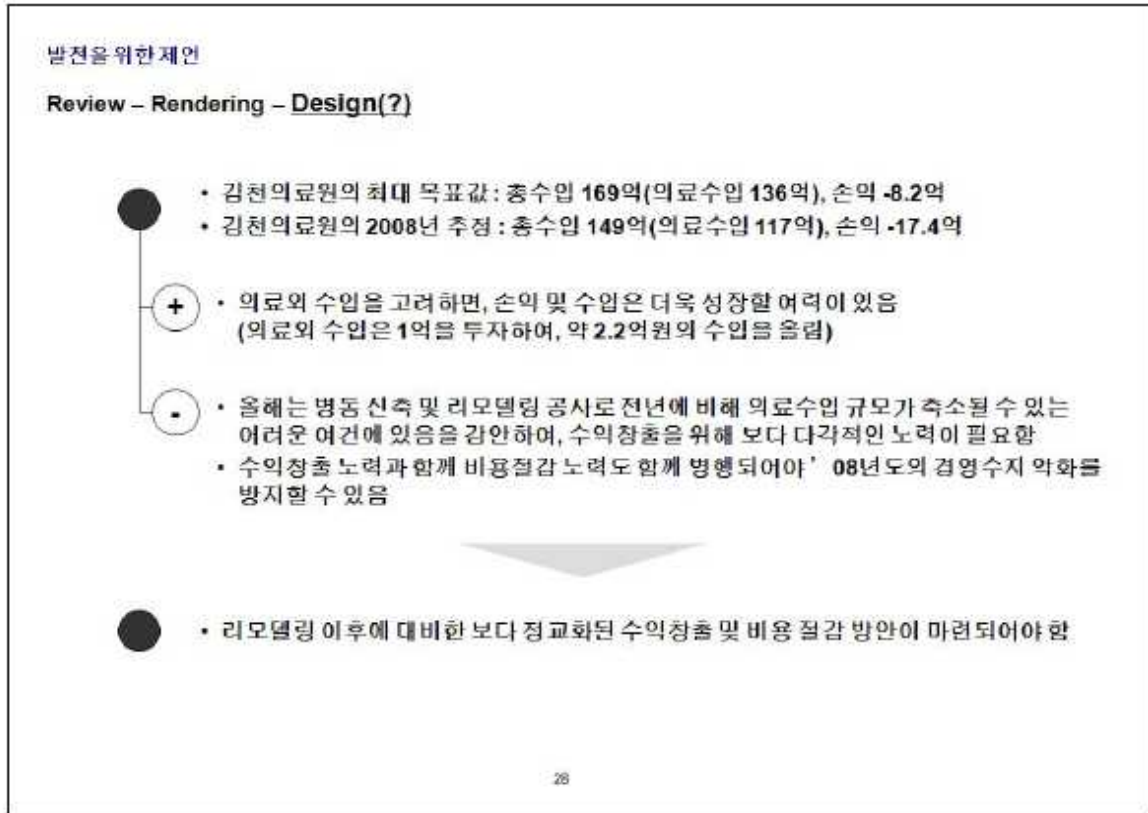 발전을 위한 제언
Review – Rendering – Design(?)
• 김천의료원의 최대 목표값 : 총수입 169억(의료수입 136억), 손익 -8.2억
• 김천의료원의 2008년 추정 : 총수입 149억(의료수입 117억), 손익 -17.4억
+ • 의료외 수입을 고려하면, 손익 및 수입은 더욱 성장할 여력이 있음
(의료외 수입은 1억을 투자하여, 약 2.2억원의 수입을 올림)
- • 올해는 병동 신축 및 리모델링 공사로 전년에 비해 의료수입 규모가 축소될 수 있는
어려운 여건에 있음을 감안하여, 수익창출을 위해 보다 다각적인 노력이 필요함
• 수익창출 노력과 함께 비용절감 노력도 함께 병행되어야 ’ 08년도의 경영수지 악화를
방지할 수 있음
• 리모델링 이후에 대비한 보다 정교화된 수익창출 및 비용 절감 방안이 마련되어야 함
28